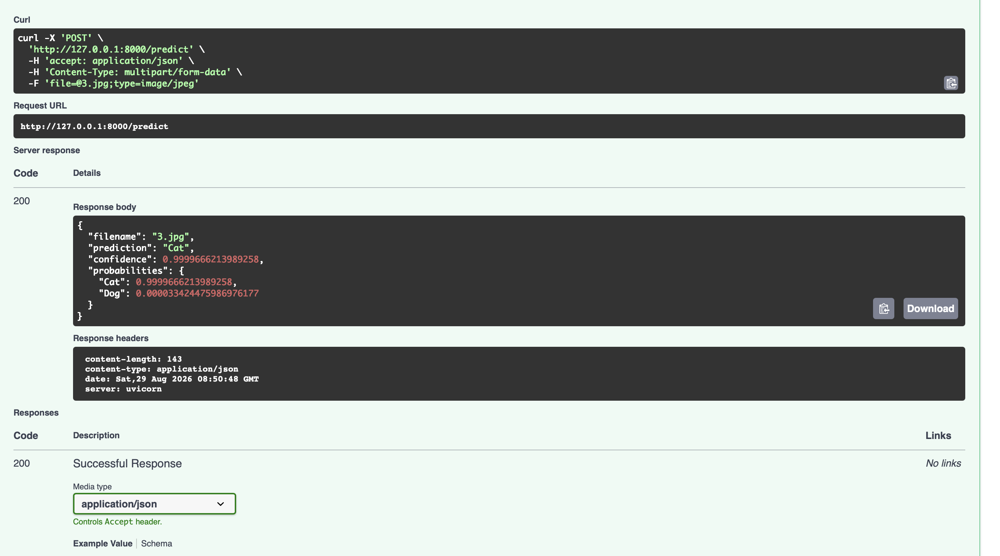 Curl
curl -X 'POST' \
  'http://127.0.0.1:8000/predict' \
  -H 'accept: application/json' \
  -H 'Content-Type: multipart/form-data' \
  -F 'file=@3.jpg;type=image/jpeg'
Request URL
http://127.0.0.1:8000/predict
Server response
Code Details
200
Response body
{
  "filename": "3.jpg",
  "prediction": "Cat",
  "confidence": 0.9999666213989258,
  "probabilities": {
    "Cat": 0.9999666213989258,
    "Dog": 0.000033424475986976177
  }
}
Download
Response headers
content-length: 143
content-type: application/json
date: Sat,29 Aug 2026 08:50:48 GMT
server: uvicorn
Responses
Code Description Links
200 Successful Response No links
Media type
application/json
Controls Accept header.
Example Value Schema